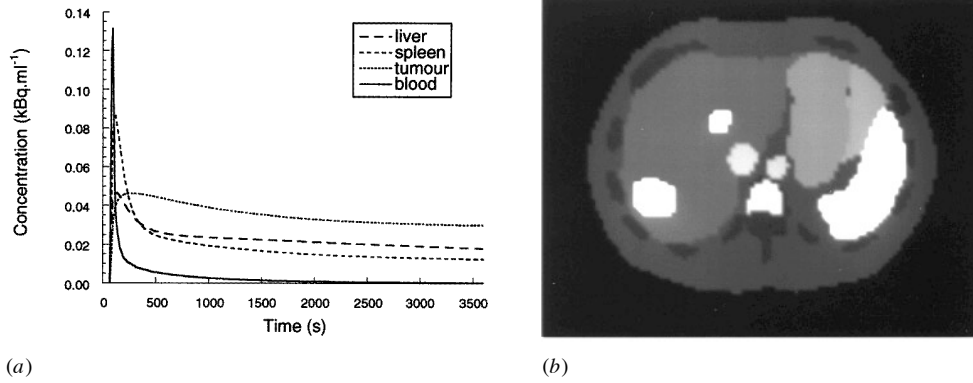 0.14
0.12
0.10
0.08
0.06
0.04
0.02
0.00
Concentration (kBq.ml⁻¹)
liver
spleen
tumour
blood
0 500 1000 1500 2000 2500 3000 3500
Time (s)
(a)
(b)